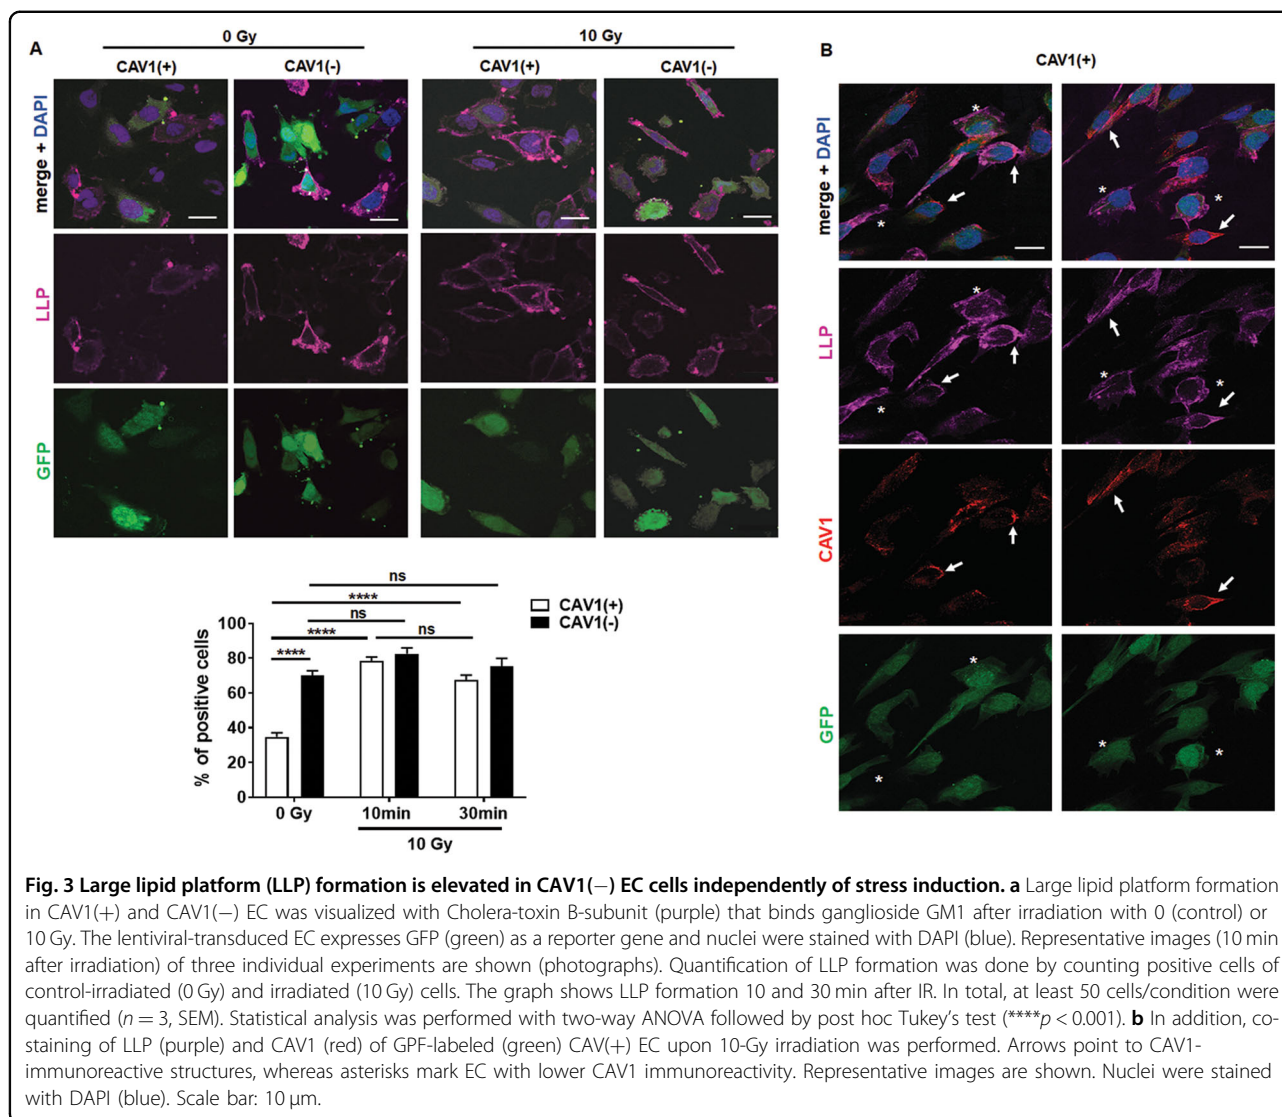 A
0 Gy
10 Gy
CAV1(+)
CAV1(-)
CAV1(+)
CAV1(-)
merge + DAPI
LLP
GFP
B
CAV1(+)
merge + DAPI
*
*
*
*
LLP
*
*
*
*
CAV1
GFP
*
*
*
*
ns
****
ns
****
ns
****
CAV1(+)
CAV1(-)
% of positive cells
100
80
60
40
20
0
0 Gy
10min
30min
10 Gy
Fig. 3 Large lipid platform (LLP) formation is elevated in CAV1(−) EC cells independently of stress induction. a Large lipid platform formation
in CAV1(+) and CAV1(−) EC was visualized with Cholera-toxin B-subunit (purple) that binds ganglioside GM1 after irradiation with 0 (control) or
10 Gy. The lentiviral-transduced EC expresses GFP (green) as a reporter gene and nuclei were stained with DAPI (blue). Representative images (10 min
after irradiation) of three individual experiments are shown (photographs). Quantification of LLP formation was done by counting positive cells of
control-irradiated (0 Gy) and irradiated (10 Gy) cells. The graph shows LLP formation 10 and 30 min after IR. In total, at least 50 cells/condition were
quantified (n = 3, SEM). Statistical analysis was performed with two-way ANOVA followed by post hoc Tukey's test (****p < 0.001). b In addition, co-
staining of LLP (purple) and CAV1 (red) of GPF-labeled (green) CAV(+) EC upon 10-Gy irradiation was performed. Arrows point to CAV1-
immunoreactive structures, whereas asterisks mark EC with lower CAV1 immunoreactivity. Representative images are shown. Nuclei were stained
with DAPI (blue). Scale bar: 10 µm.